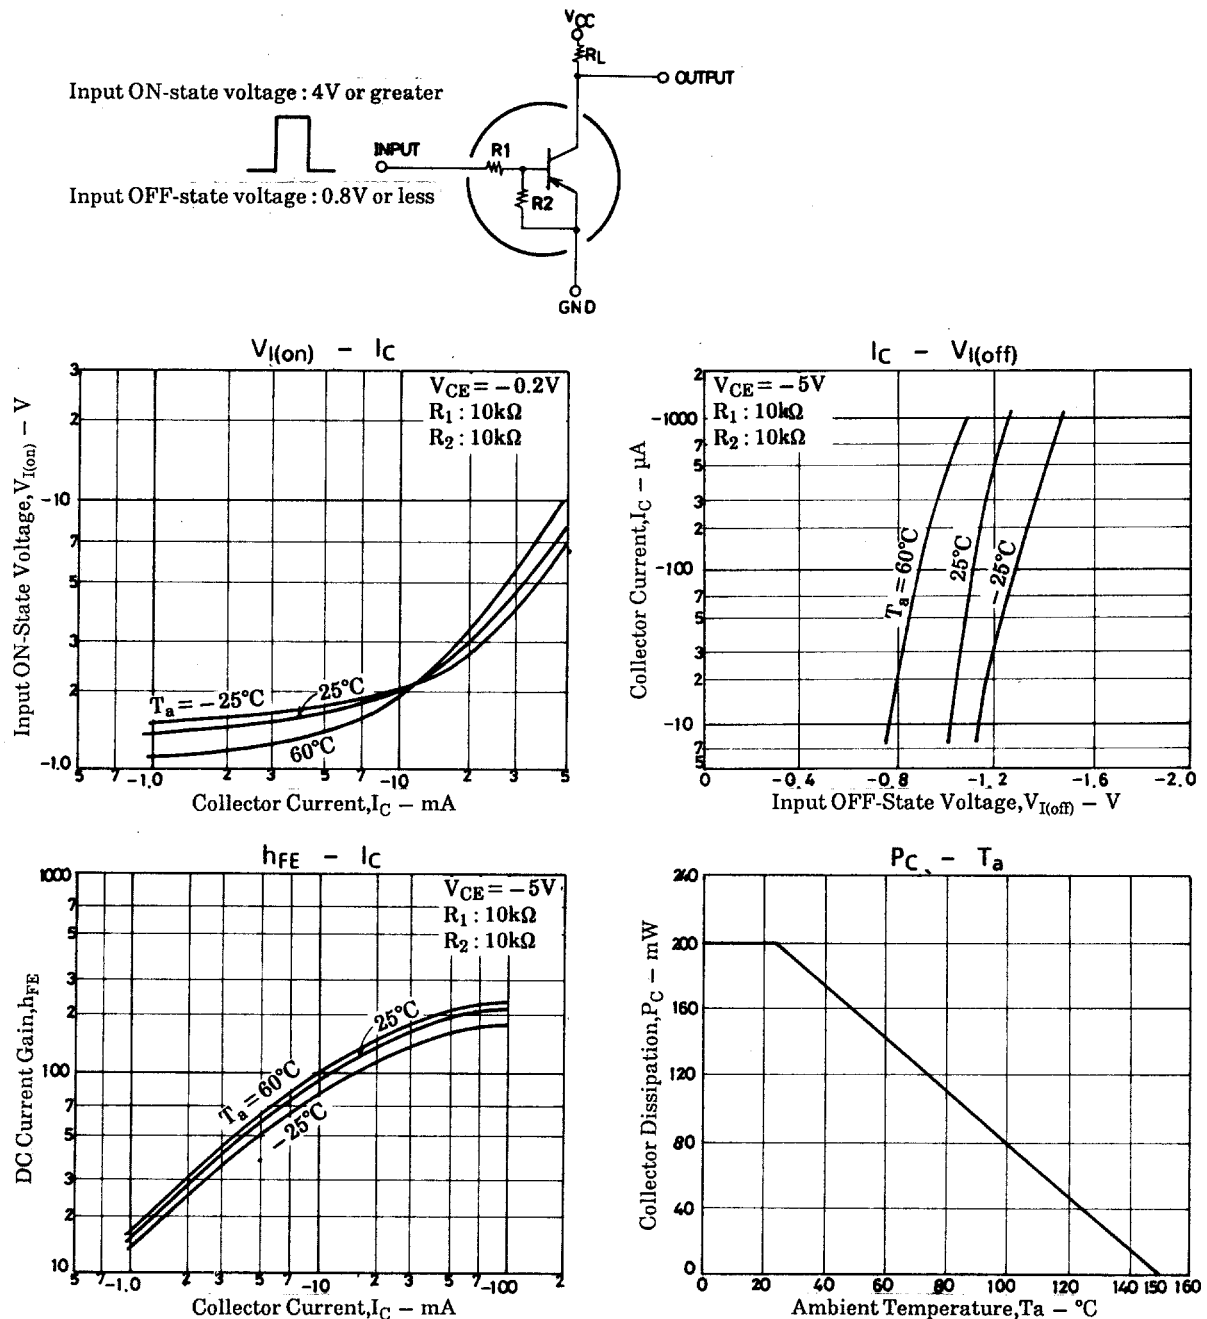 VCC
RL
OUTPUT
Input ON-state voltage : 4V or greater
INPUT
R1
Input OFF-state voltage : 0.8V or less
R2
GND
VI(on) – IC
VCE = –0.2V
R1 : 10kΩ
R2 : 10kΩ
Input ON-State Voltage,VI(on) – V
3
2
–10
7
5
3
2
–1.0
Ta = –25°C
25°C
60°C
5 7 –1.0 2 3 5 7 –10 2 3 5
Collector Current,IC – mA
IC – VI(off)
VCE = –5V
R1 : 10kΩ
R2 : 10kΩ
Collector Current,IC – µA
2
–1000
7
5
3
2
–100
7
5
3
2
–10
7
5
Ta = 60°C
25°C
–25°C
0 –0.4 –0.8 –1.2 –1.6 –2.0
Input OFF-State Voltage,VI(off) – V
hFE – IC
VCE = –5V
R1 : 10kΩ
R2 : 10kΩ
DC Current Gain,hFE
1000
7
5
3
2
100
7
5
3
2
10
Ta = 60°C
25°C
–25°C
5 7 –1.0 2 3 5 7 –10 2 3 5 7 –100 2
Collector Current,IC – mA
PC – Ta
Collector Dissipation,PC – mW
240
200
160
120
80
40
0
0 20 40 60 80 100 120 140 150 160
Ambient Temperature,Ta – °C